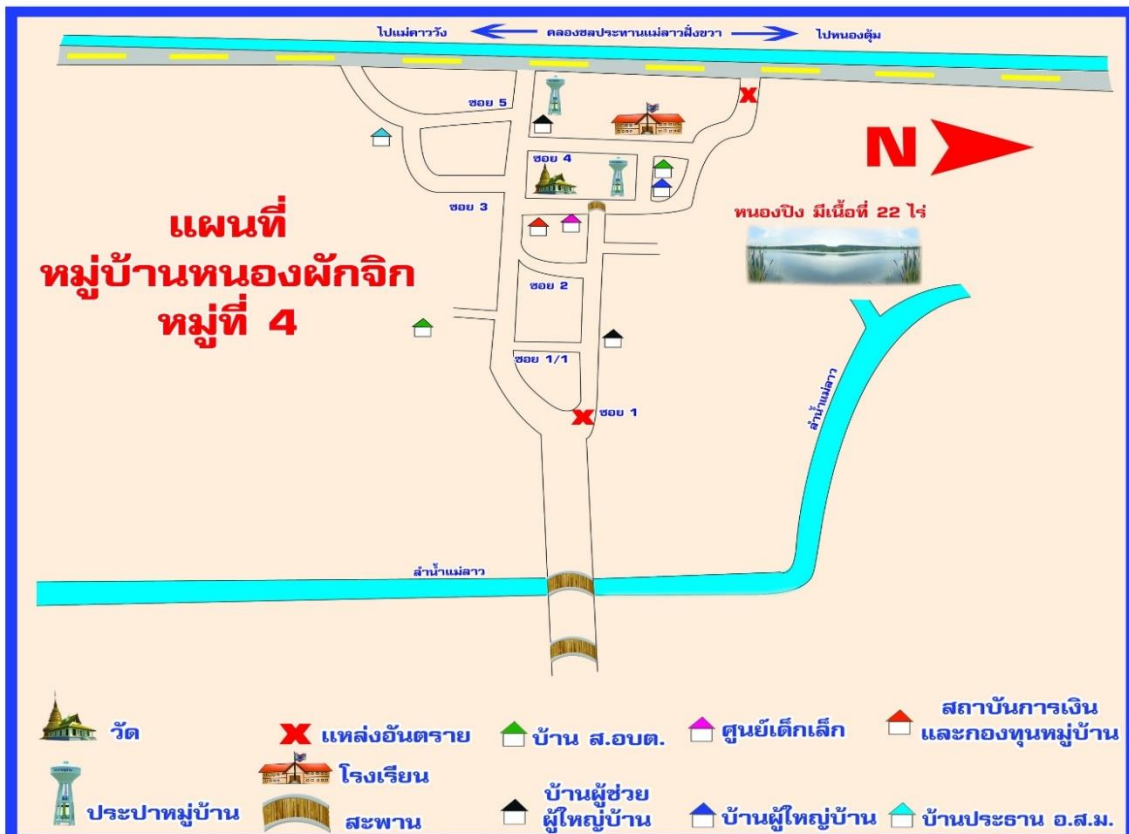 ไปแม่คาววัง คลองชลประทานแม่ลาวฝั่งขวา ไปหนองตุ้ม
ซอย 5
ซอย 4
N
ซอย 3
หนองปิง มีเนื้อที่ 22 ไร่
แผนที่
หมู่บ้านหนองผักจิก
หมู่ที่ 4
ซอย 2
ซอย 1/1
ซอย 1
ลำน้ำแม่ลาว
ลำน้ำแม่ลาว
วัด
แหล่งอันตราย
บ้าน ส.อบต.
ศูนย์เด็กเล็ก
สถาบันการเงิน
และกองทุนหมู่บ้าน
ประปาหมู่บ้าน
โรงเรียน
สะพาน
บ้านผู้ช่วย
ผู้ใหญ่บ้าน
บ้านผู้ใหญ่บ้าน
บ้านประธาน อ.ส.ม.